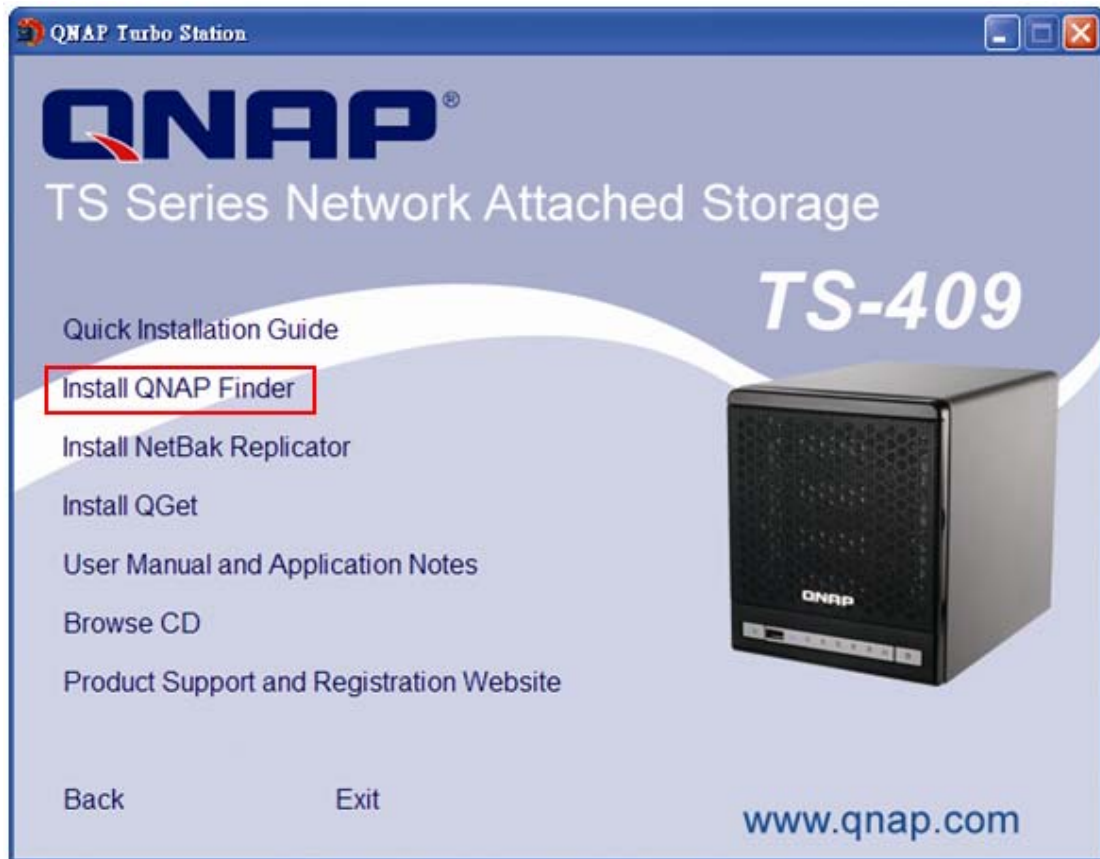 QNAP Turbo Station
QNAP®
TS Series Network Attached Storage
TS-409
Quick Installation Guide
Install QNAP Finder
Install NetBak Replicator
Install QGet
User Manual and Application Notes
Browse CD
Product Support and Registration Website
QNAP
Back
Exit
www.qnap.com